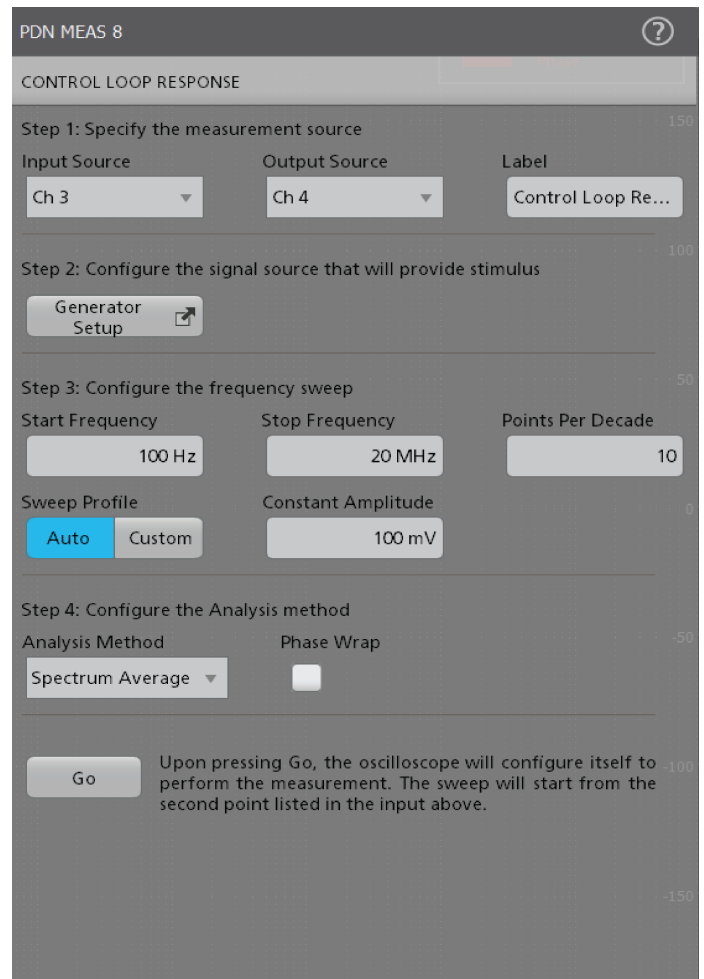 PDN MEAS 8
?
CONTROL LOOP RESPONSE
Step 1: Specify the measurement source
150
Input Source Output Source Label
Ch 3 Ch 4 Control Loop Re...
100
Step 2: Configure the signal source that will provide stimulus
Generator
Setup
50
Step 3: Configure the frequency sweep
Start Frequency Stop Frequency Points Per Decade
100 Hz 20 MHz 10
Sweep Profile Constant Amplitude
0
Auto Custom 100 mV
Step 4: Configure the Analysis method
Analysis Method Phase Wrap
-50
Spectrum Average
Go
Upon pressing Go, the oscilloscope will configure itself to
-100
perform the measurement. The sweep will start from the
second point listed in the input above.
-150